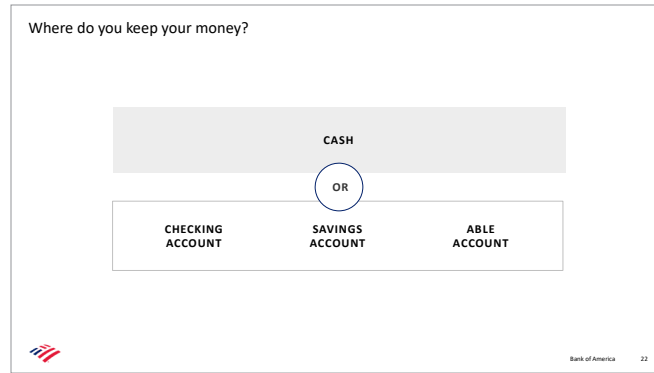 Where do you keep your money?
CASH
OR
CHECKING
ACCOUNT
SAVINGS
ACCOUNT
ABLE
ACCOUNT
Bank of America 22